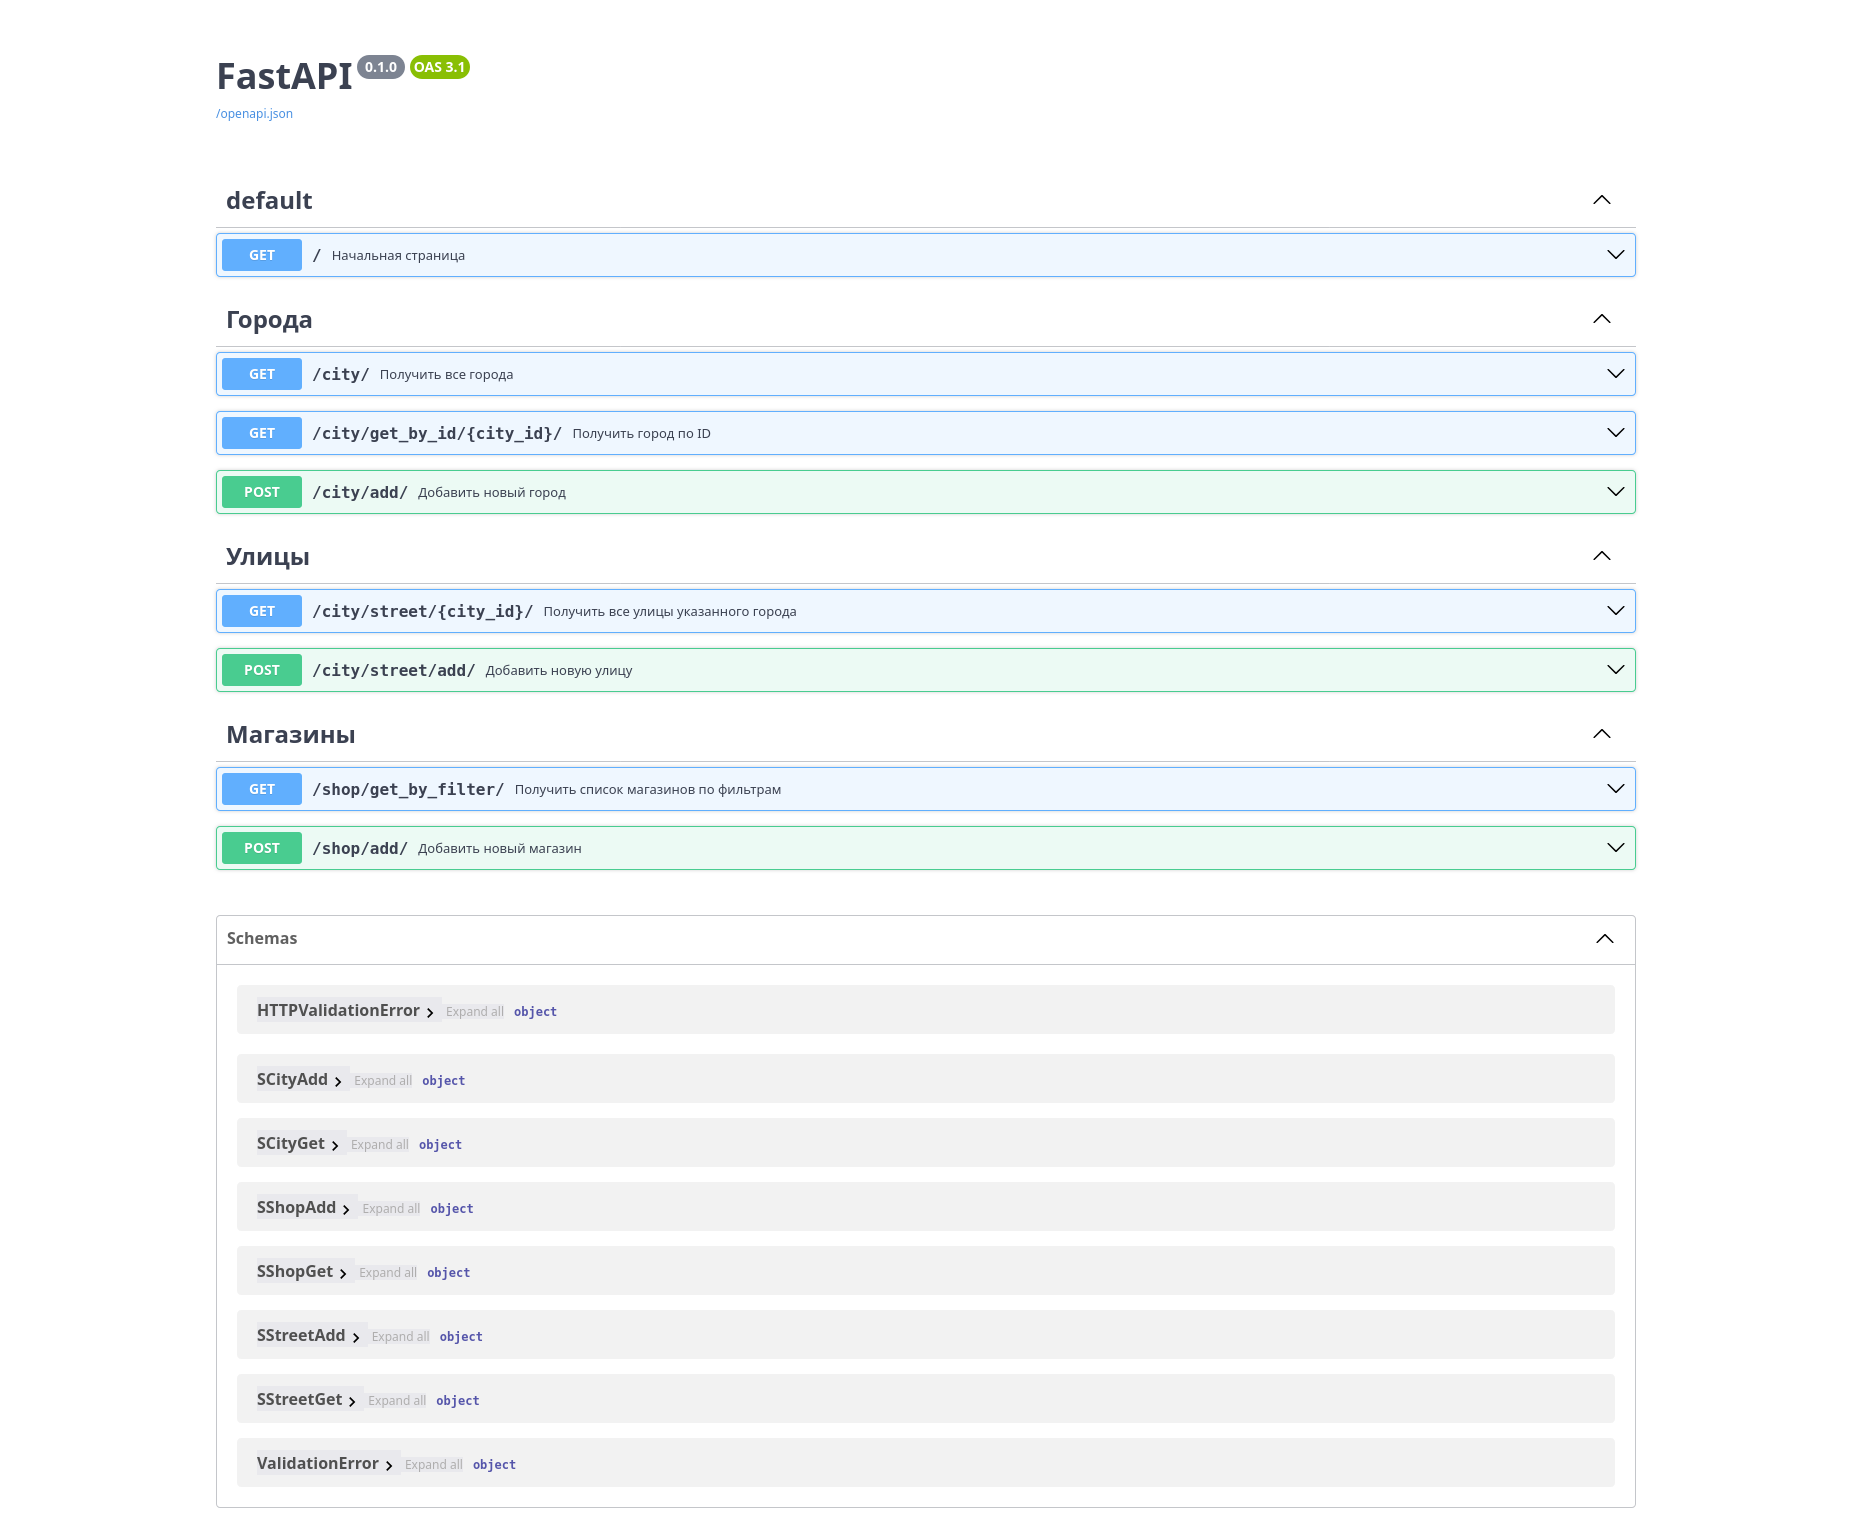 FastAPI 0.1.0 OAS 3.1
/openapi.json
default
GET / Начальная страница
Города
GET /city/ Получить все города
GET /city/get_by_id/{city_id}/ Получить город по ID
POST /city/add/ Добавить новый город
Улицы
GET /city/street/{city_id}/ Получить все улицы указанного города
POST /city/street/add/ Добавить новую улицу
Магазины
GET /shop/get_by_filter/ Получить список магазинов по фильтрам
POST /shop/add/ Добавить новый магазин
Schemas
HTTPValidationError Expand all object
SCityAdd Expand all object
SCityGet Expand all object
SShopAdd Expand all object
SShopGet Expand all object
SStreetAdd Expand all object
SStreetGet Expand all object
ValidationError Expand all object